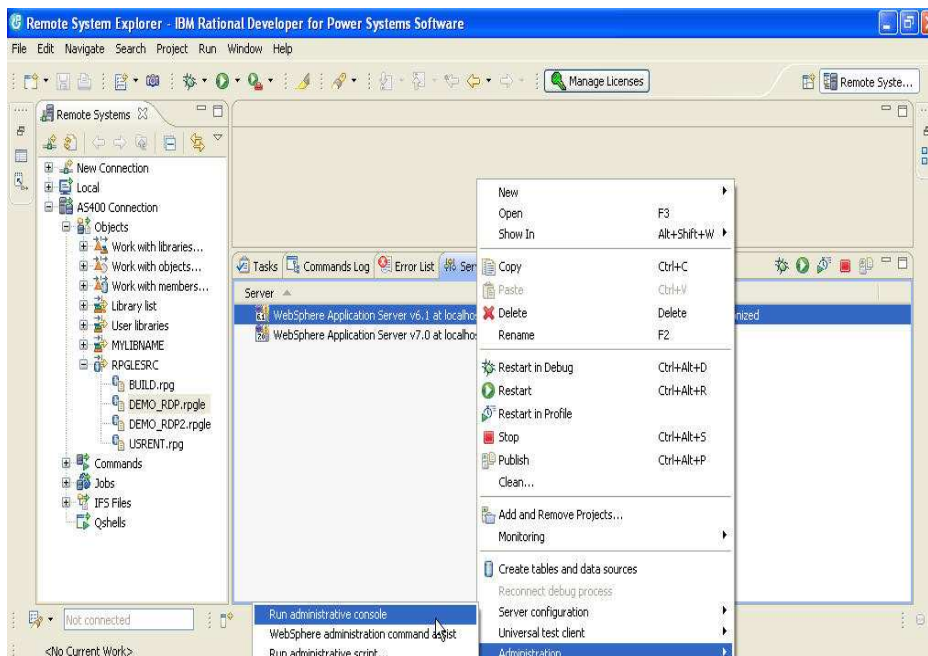 Remote System Explorer - IBM Rational Developer for Power Systems Software
File Edit Navigate Search Project Run Window Help
Manage Licenses
Remote Syste...
Remote Systems
New Connection
Local
AS400 Connection
Objects
Work with libraries...
Work with objects...
Work with members...
Library list
User libraries
MYLIBNAME
RPGLESRC
BUILD.rpg
DEMO_RDP.rpgle
DEMO_RDP2.rpgle
USRENT.rpg
Commands
Jobs
IFS Files
Qshells
Tasks Commands Log Error List Ser
Server
WebSphere Application Server v6.1 at localho
nized
WebSphere Application Server v7.0 at localho
New
Open F3
Show In Alt+Shift+W
Copy Ctrl+C
Paste Ctrl+V
Delete Delete
Rename F2
Restart in Debug Ctrl+Alt+D
Restart Ctrl+Alt+R
Restart in Profile
Stop Ctrl+Alt+S
Publish Ctrl+Alt+P
Clean...
Add and Remove Projects...
Monitoring
Create tables and data sources
Reconnect debug process
Server configuration
Universal test client
Administration
Run administrative console
WebSphere administration command assist
Run administrative script...
Not connected
<No Current Work>